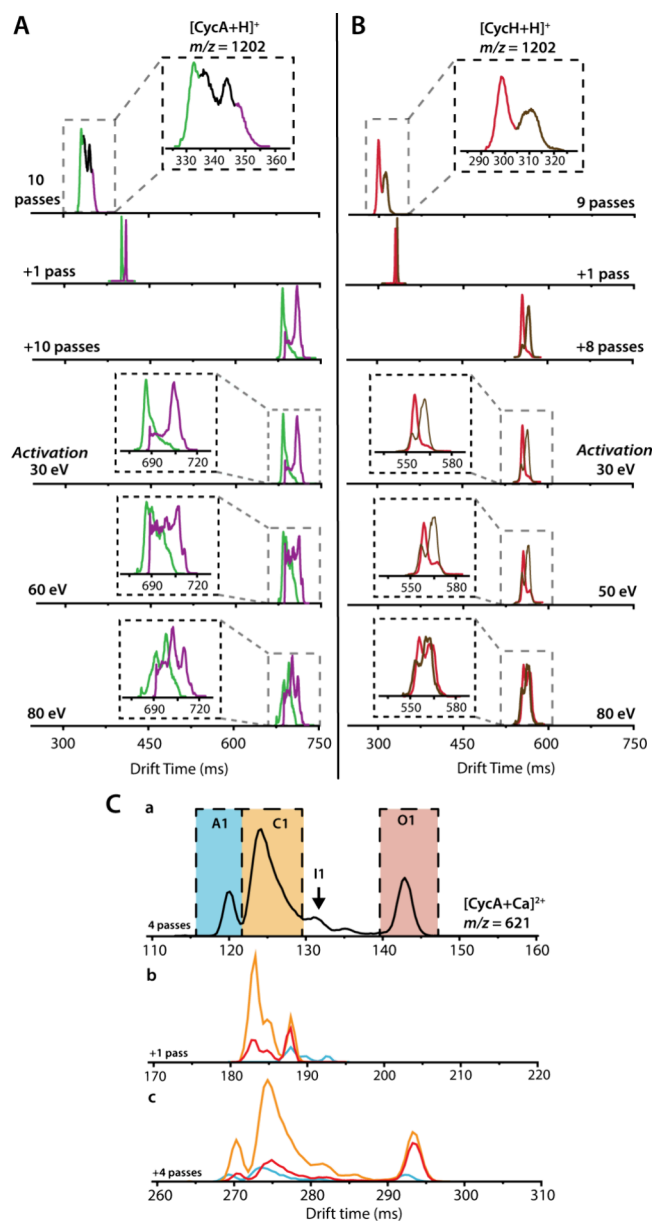 A
[CycA+H]⁺
m/z = 1202
330 340 350 360
10
passes
+1 pass
+10 passes
690 720
Activation
30 eV
690 720
60 eV
690 720
80 eV
300 450 600 750
Drift Time (ms)
B
[CycH+H]⁺
m/z = 1202
290 300 310 320
9 passes
+1 pass
+8 passes
550 580
Activation
30 eV
550 580
50 eV
550 580
80 eV
300 450 600 750
Drift Time (ms)
C
a
A1 C1 O1
I1
[CycA+Ca]²⁺
m/z = 621
4 passes
110 120 130 140 150 160
b
+1 pass
170 180 190 200 210 220
c
+4 passes
260 270 280 290 300 310
Drift time (ms)